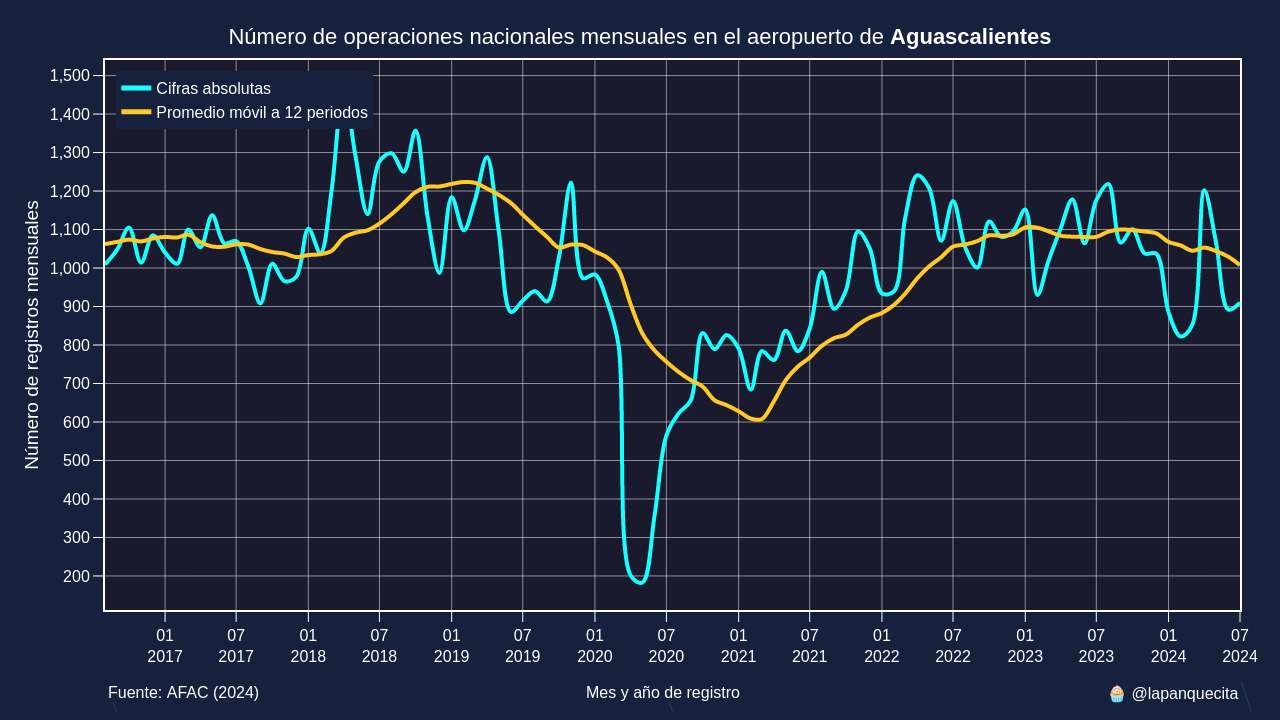 Número de operaciones nacionales mensuales en el aeropuerto de Aguascalientes
Cifras absolutas
Promedio móvil a 12 periodos
Número de registros mensuales
1,500
1,400
1,300
1,200
1,100
1,000
900
800
700
600
500
400
300
200
01 07 01 07 01 07 01 07 01 07 01 07 01 07 01 07
2017 2017 2018 2018 2019 2019 2020 2020 2021 2021 2022 2022 2023 2023 2024 2024
Fuente: AFAC (2024) Mes y año de registro 🧁 @lapanquecita